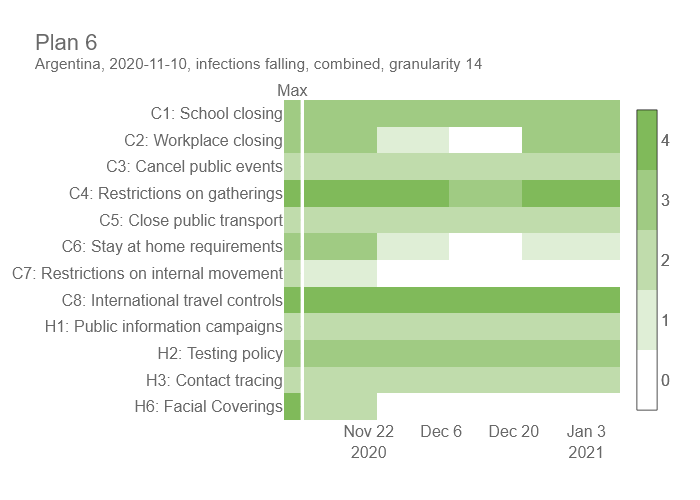 Plan 6
Argentina, 2020-11-10, infections falling, combined, granularity 14
Max
C1: School closing
C2: Workplace closing
C3: Cancel public events
C4: Restrictions on gatherings
C5: Close public transport
C6: Stay at home requirements
C7: Restrictions on internal movement
C8: International travel controls
H1: Public information campaigns
H2: Testing policy
H3: Contact tracing
H6: Facial Coverings
Nov 22 Dec 6 Dec 20 Jan 3
2020 2021
4
3
2
1
0